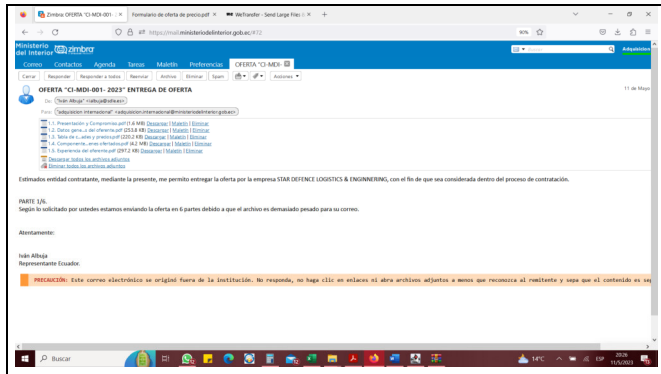 Zimbra: OFERTA "CI-MDI-001-
Formulario de oferta de precio.pdf
WeTransfer - Send Large Files &
https://mail.ministeriodelinterior.gob.ec/#72
90%
Ministerio del Interior
zimbra
Adquisicion
Correo Contactos Agenda Tareas Maletín Preferencias OFERTA "CI-MDI-
Cerrar Responder Responder a todos Reenviar Archivo Eliminar Spam Acciones
OFERTA "CI-MDI-001- 2023" ENTREGA DE OFERTA
11 de Mayo
De: "Iván Albuja"
Para: "adquisicion internacional" <adquisicion.internacional@ministeriodelinterior.gob.ec>
1.1. Presentación y Compromiso.pdf (1.6 MB) Descargar | Maletín | Eliminar
1.2. Datos gene...s del oferente.pdf (253.8 KB) Descargar | Maletín | Eliminar
1.3. Tabla de c...ades y precios.pdf (220.2 KB) Descargar | Maletín | Eliminar
1.4. Componente...enes ofertados.pdf (4.2 MB) Descargar | Maletín | Eliminar
1.5. Experiencia del oferente.pdf (297.2 KB) Descargar | Maletín | Eliminar
Descargar todos los archivos adjuntos
Eliminar todos los archivos adjuntos
Estimados entidad contratante, mediante la presente, me permito entregar la oferta por la empresa STAR DEFENCE LOGISTICS & ENGINNERING, con el fin de que sea considerada dentro del proceso de contratación.
PARTE 1/6.
Según lo solicitado por ustedes estamos enviando la oferta en 6 partes debido a que el archivo es demasiado pesado para su correo.
Atentamente:
Iván Albuja
Representante Ecuador.
PRECAUCIÓN: Este correo electrónico se originó fuera de la institución. No responda, no haga clic en enlaces ni abra archivos adjuntos a menos que reconozca al remitente y sepa que el contenido es seg
Buscar
14°C
ESP
20:26
11/5/2023